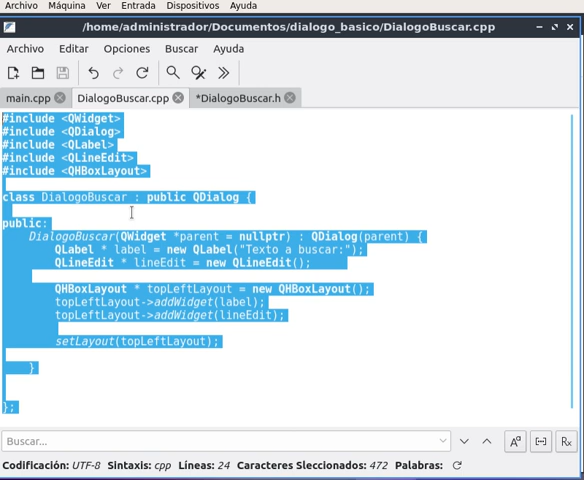 Archivo Máquina Ver Entrada Dispositivos Ayuda
/home/administrador/Documentos/dialogo_basico/DialogoBuscar.cpp
Archivo Editar Opciones Buscar Ayuda
main.cpp DialogoBuscar.cpp *DialogoBuscar.h
#include <QWidget>
#include <QDialog>
#include <QLabel>
#include <QLineEdit>
#include <QHBoxLayout>
class DialogoBuscar : public QDialog {
public:
DialogoBuscar(QWidget *parent = nullptr) : QDialog(parent) {
QLabel * label = new QLabel("Texto a buscar:");
QLineEdit * lineEdit = new QLineEdit();
QHBoxLayout * topLeftLayout = new QHBoxLayout();
topLeftLayout->addWidget(label);
topLeftLayout->addWidget(lineEdit);
setLayout(topLeftLayout);
}
};
Buscar... Aa Rx
Codificación: UTF-8 Sintaxis: cpp Líneas: 24 Caracteres Seleccionados: 472 Palabras: